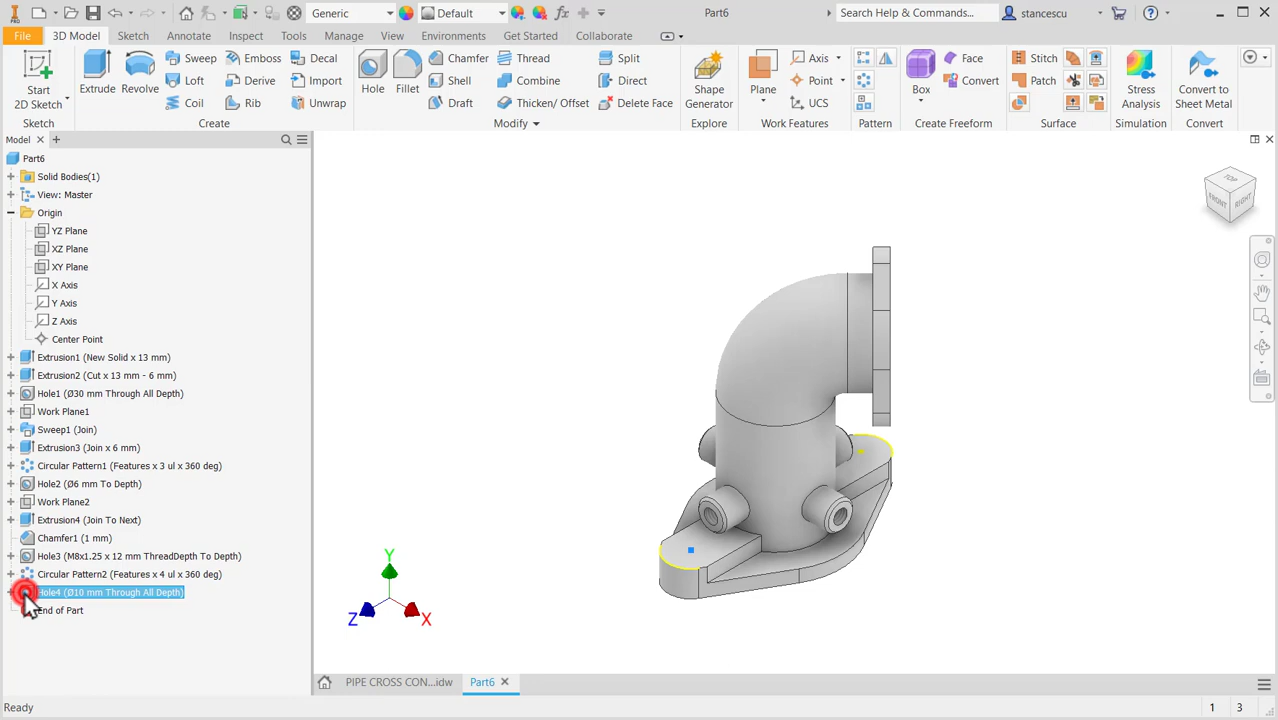 PRO
Generic
Default
fx
Part6
Search Help & Commands...
stancescu
File
3D Model
Sketch
Annotate
Inspect
Tools
Manage
View
Environments
Get Started
Collaborate
Start
2D Sketch
Extrude
Revolve
Sweep
Emboss
Decal
Loft
Derive
Import
Coil
Rib
Unwrap
Hole
Fillet
Chamfer
Thread
Split
Shell
Combine
Direct
Draft
Thicken/ Offset
Delete Face
Shape
Generator
Plane
Axis
Point
UCS
Box
Face
Convert
Stitch
Patch
Stress
Analysis
Convert to
Sheet Metal
Sketch
Create
Modify
Explore
Work Features
Pattern
Create Freeform
Surface
Simulation
Convert
Model
Part6
Solid Bodies(1)
View: Master
Origin
YZ Plane
XZ Plane
XY Plane
X Axis
Y Axis
Z Axis
Center Point
Extrusion1 (New Solid x 13 mm)
Extrusion2 (Cut x 13 mm - 6 mm)
Hole1 (Ø30 mm Through All Depth)
Work Plane1
Sweep1 (Join)
Extrusion3 (Join x 6 mm)
Circular Pattern1 (Features x 3 ul x 360 deg)
Hole2 (Ø6 mm To Depth)
Work Plane2
Extrusion4 (Join To Next)
Chamfer1 (1 mm)
Hole3 (M8x1.25 x 12 mm ThreadDepth To Depth)
Circular Pattern2 (Features x 4 ul x 360 deg)
Hole4 (Ø10 mm Through All Depth)
End of Part
TOP
FRONT
RIGHT
Y
Z
X
PIPE CROSS CON...idw
Part6
Ready
1
3